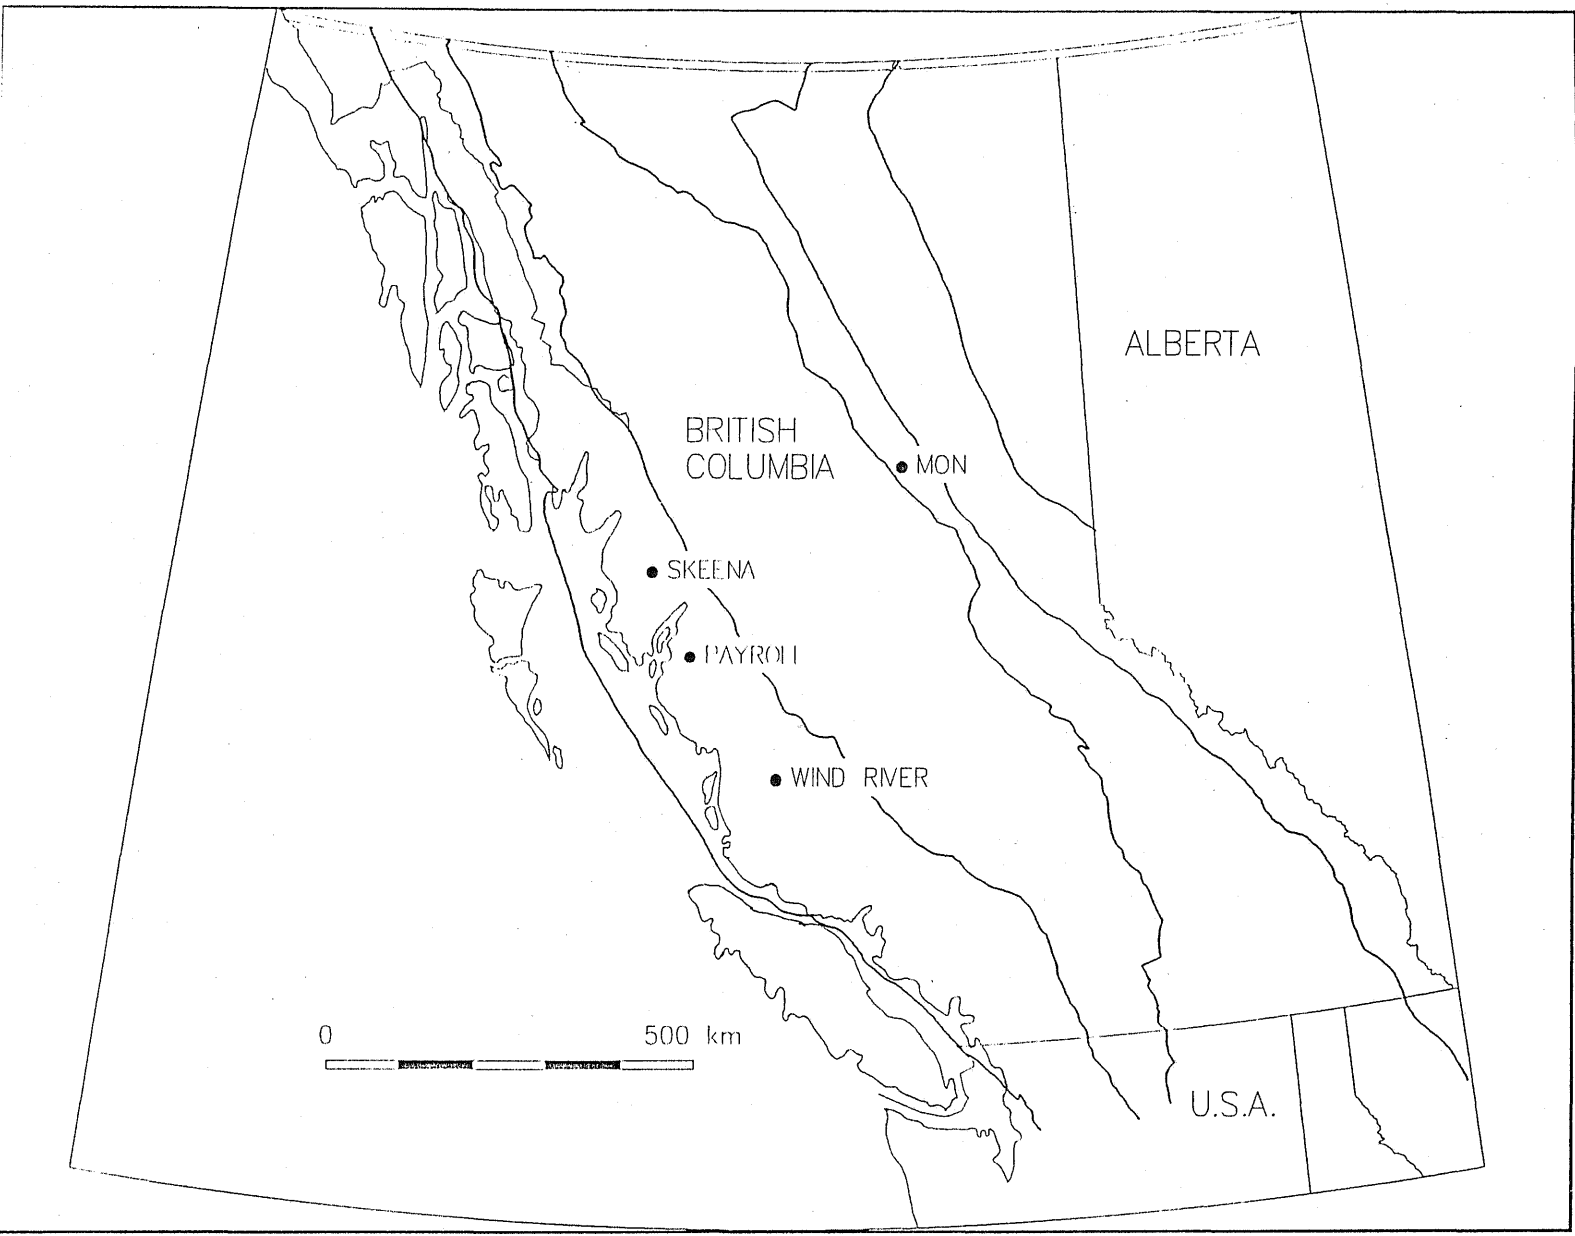 ALBERTA
BRITISH
COLUMBIA
MON
SKEENA
PAYROLL
WIND RIVER
0 500 km
U.S.A.